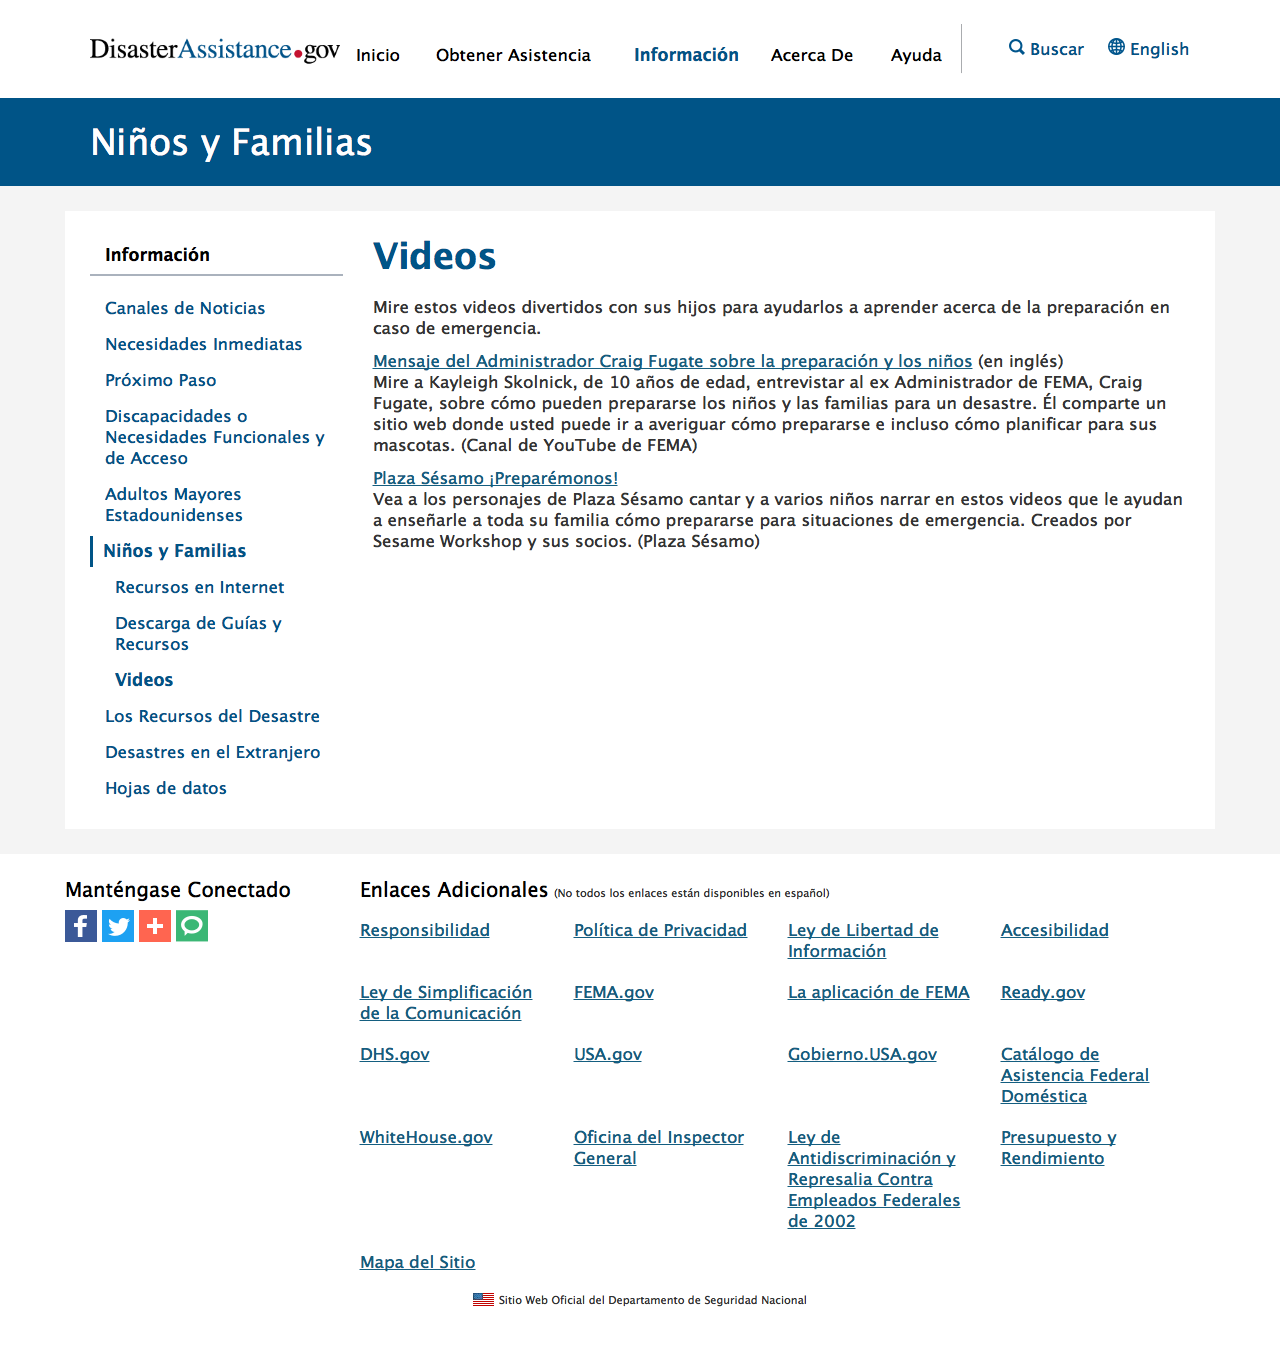 DisasterAssistance.gov
Inicio
Obtener Asistencia
Información
Acerca De
Ayuda
Buscar
English
Niños y Familias
Información
Canales de Noticias
Necesidades Inmediatas
Próximo Paso
Discapacidades o
Necesidades Funcionales y
de Acceso
Adultos Mayores
Estadounidenses
Niños y Familias
Recursos en Internet
Descarga de Guías y
Recursos
Videos
Los Recursos del Desastre
Desastres en el Extranjero
Hojas de datos
Videos
Mire estos videos divertidos con sus hijos para ayudarlos a aprender acerca de la preparación en
caso de emergencia.
Mensaje del Administrador Craig Fugate sobre la preparación y los niños (en inglés)
Mire a Kayleigh Skolnick, de 10 años de edad, entrevistar al ex Administrador de FEMA, Craig
Fugate, sobre cómo pueden prepararse los niños y las familias para un desastre. Él comparte un
sitio web donde usted puede ir a averiguar cómo prepararse e incluso cómo planificar para sus
mascotas. (Canal de YouTube de FEMA)
Plaza Sésamo ¡Preparémonos!
Vea a los personajes de Plaza Sésamo cantar y a varios niños narrar en estos videos que le ayudan
a enseñarle a toda su familia cómo prepararse para situaciones de emergencia. Creados por
Sesame Workshop y sus socios. (Plaza Sésamo)
Manténgase Conectado
Enlaces Adicionales (No todos los enlaces están disponibles en español)
Responsibilidad
Política de Privacidad
Ley de Libertad de
Información
Accesibilidad
Ley de Simplificación
de la Comunicación
FEMA.gov
La aplicación de FEMA
Ready.gov
DHS.gov
USA.gov
Gobierno.USA.gov
Catálogo de
Asistencia Federal
Doméstica
WhiteHouse.gov
Oficina del Inspector
General
Ley de
Antidiscriminación y
Represalia Contra
Empleados Federales
de 2002
Presupuesto y
Rendimiento
Mapa del Sitio
Sitio Web Oficial del Departamento de Seguridad Nacional